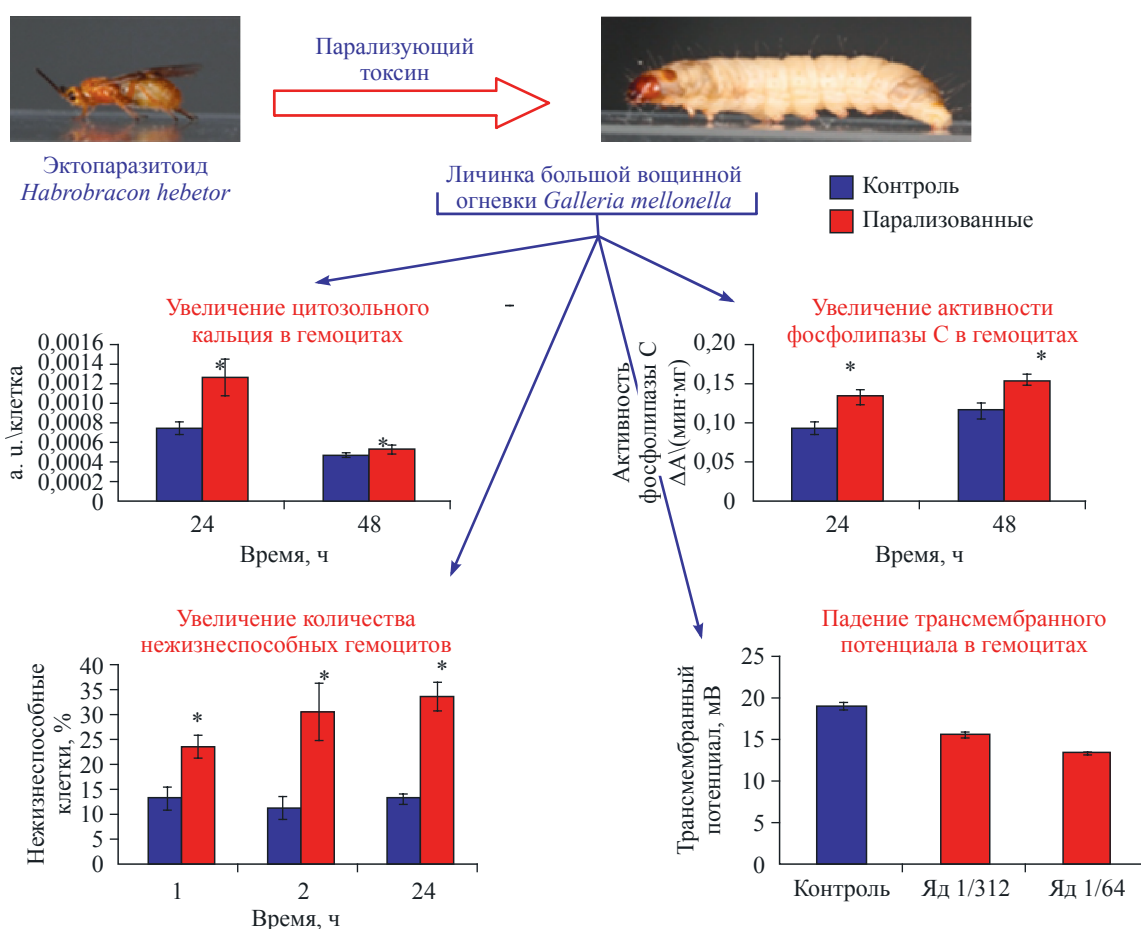 Парализующий
токсин
Эктопаразитоид
Habrobracon hebetor
Личинка большой вощинной
огневки Galleria mellonella
Контроль
Парализованные
Увеличение цитозольного
кальция в гемоцитах
a. u.\клетка
0,0016
0,0014
0,0012
0,0010
0,0008
0,0006
0,0004
0,0002
0
*
*
24
48
Время, ч
–
Увеличение активности
фосфолипазы С в гемоцитах
Активность
фосфолипазы С
ΔA\(мин·мг)
0,20
0,15
0,10
0,05
0
*
*
24
48
Время, ч
Увеличение количества
нежизнеспособных гемоцитов
Нежизнеспособные
клетки, %
40
35
30
25
20
15
10
5
0
*
*
*
1
2
24
Время, ч
Падение трансмембранного
потенциала в гемоцитах
Трансмембранный
потенциал, мВ
25
20
15
10
5
0
Контроль
Яд 1/312
Яд 1/64